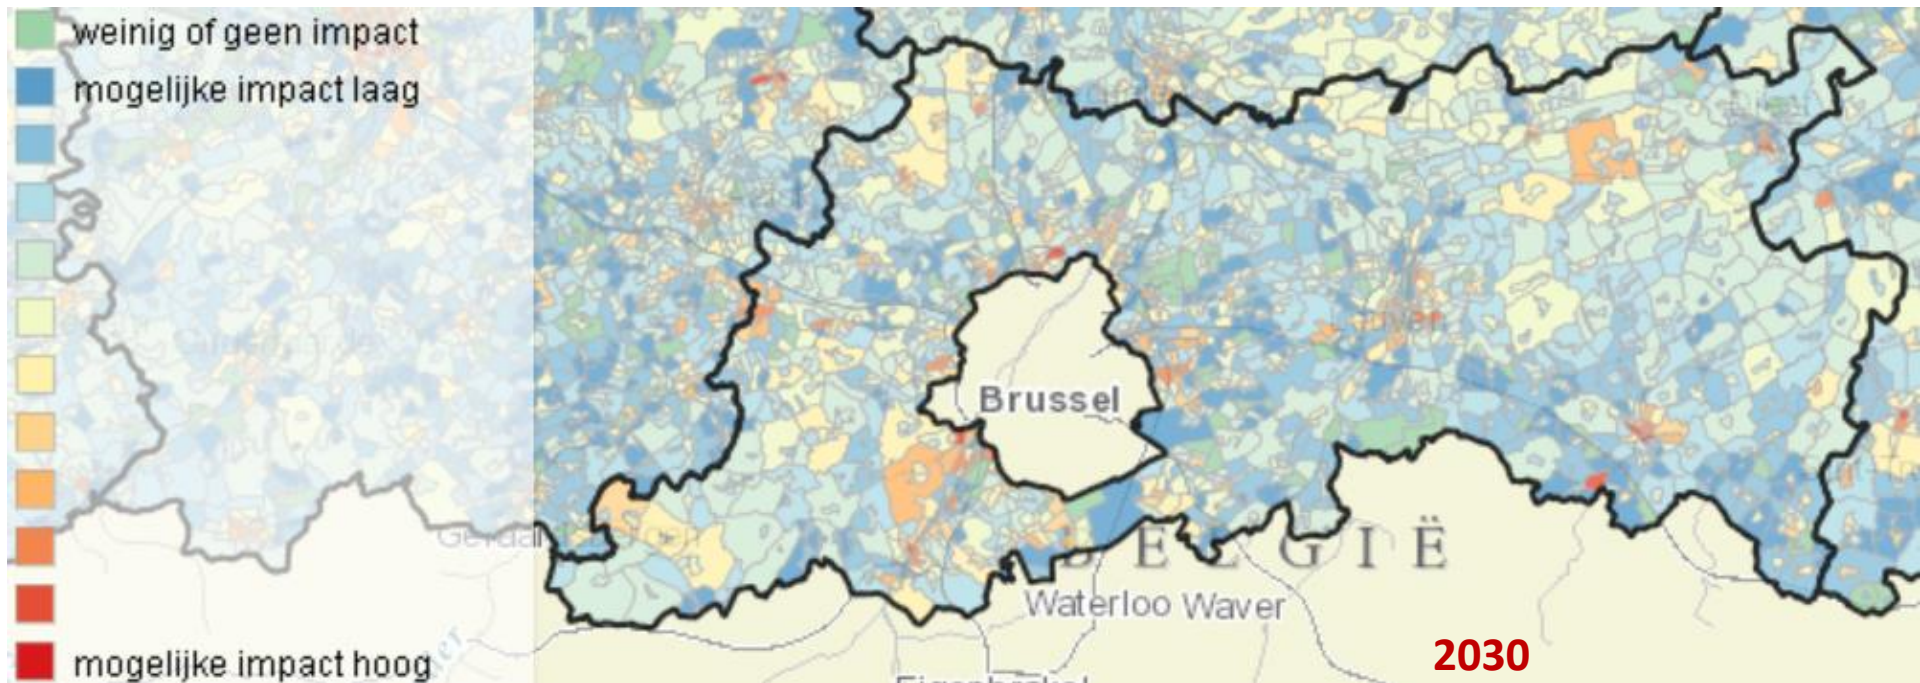 weinig of geen impact
mogelijke impact laag
Brussel
BELGIË
Waterloo Waver
2030
mogelijke impact hoog